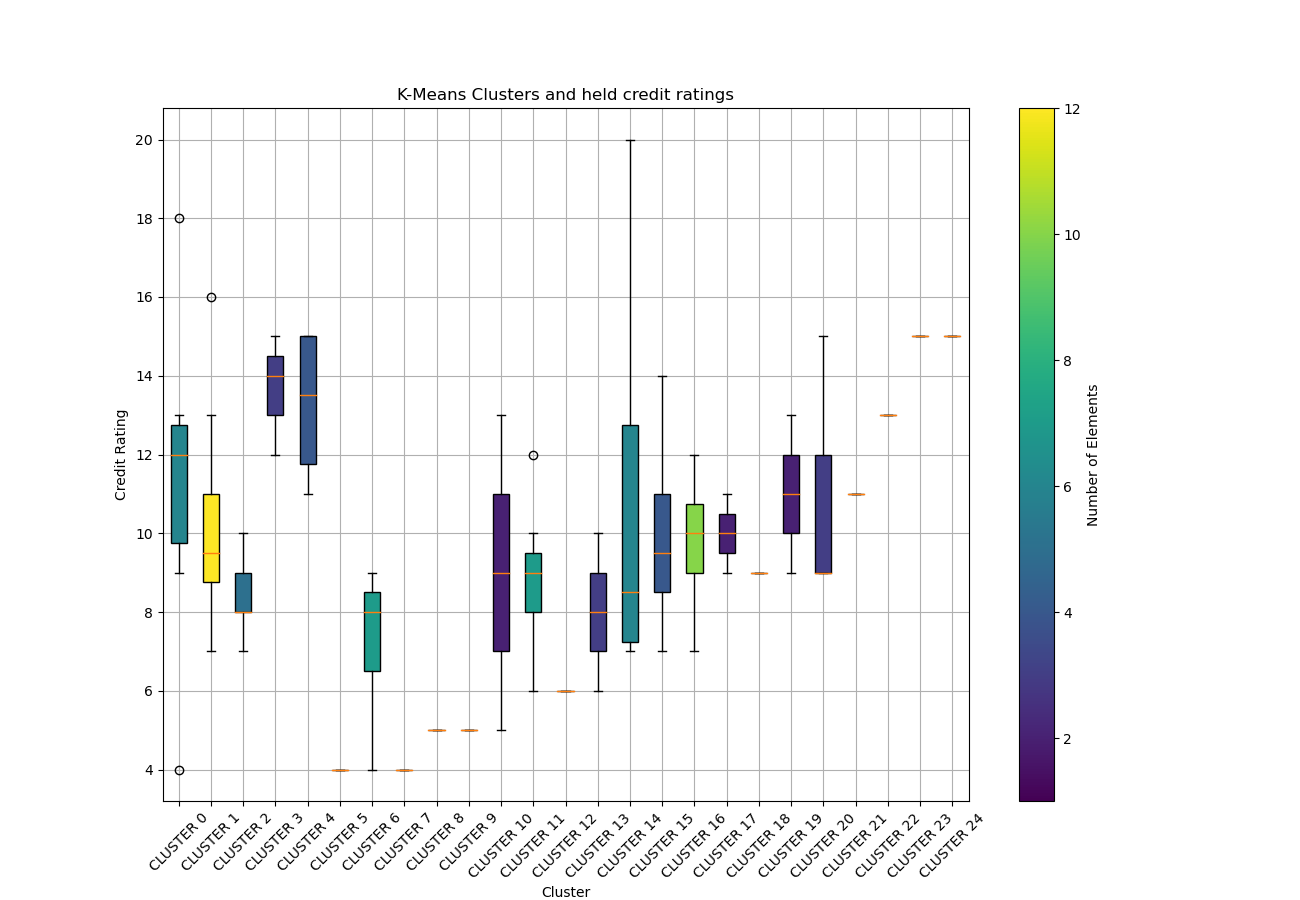 K-Means Clusters and held credit ratings
20
18
16
14
12
10
8
6
4
Credit Rating
CLUSTER 0
CLUSTER 1
CLUSTER 2
CLUSTER 3
CLUSTER 4
CLUSTER 5
CLUSTER 6
CLUSTER 7
CLUSTER 8
CLUSTER 9
CLUSTER 10
CLUSTER 11
CLUSTER 12
CLUSTER 13
CLUSTER 14
CLUSTER 15
CLUSTER 16
CLUSTER 17
CLUSTER 18
CLUSTER 19
CLUSTER 20
CLUSTER 21
CLUSTER 22
CLUSTER 23
CLUSTER 24
Cluster
12
10
8
6
4
2
Number of Elements